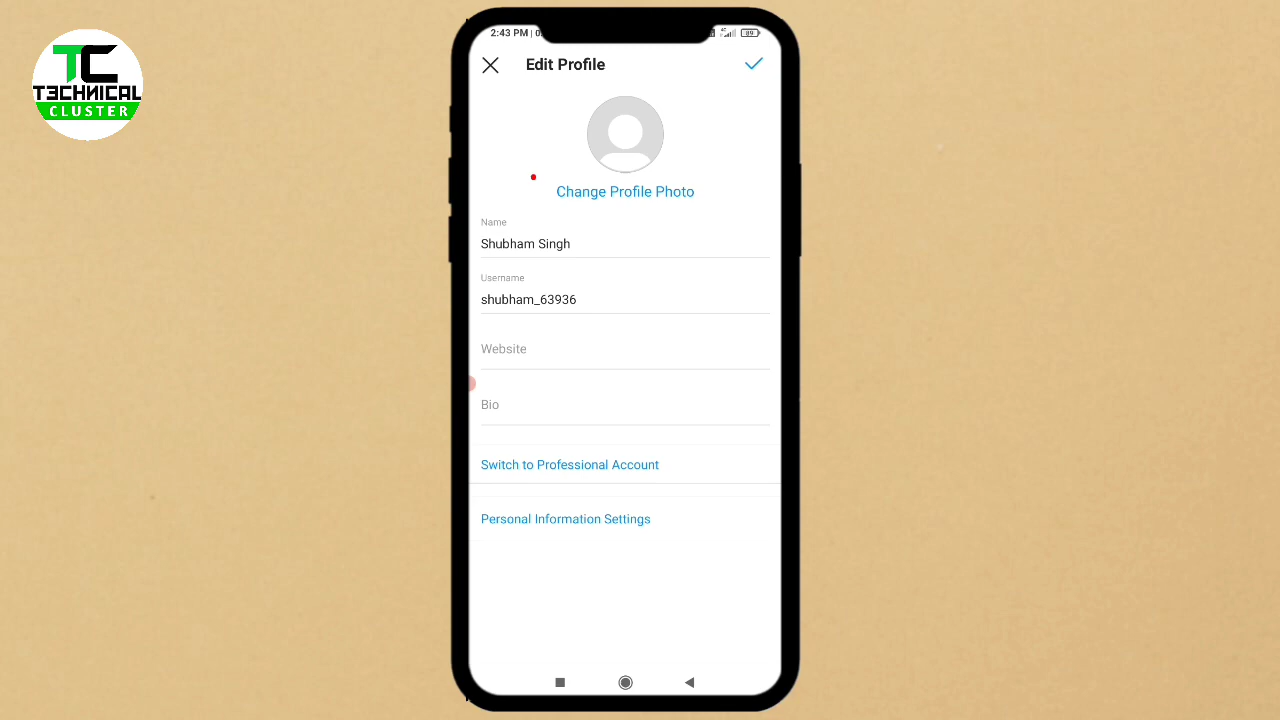 TC
TECHNICAL
CLUSTER
2:43 PM |
89
Edit Profile
Change Profile Photo
Name
Shubham Singh
Username
shubham_63936
Website
Bio
Switch to Professional Account
Personal Information Settings